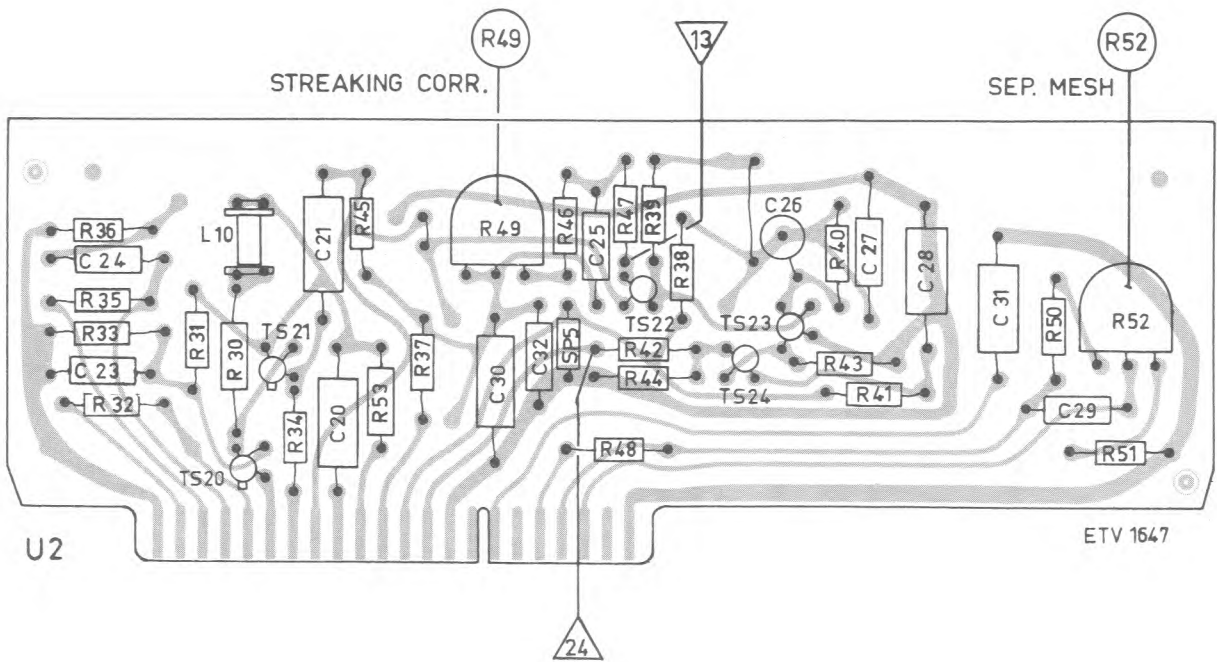 R49
13
R52
STREAKING CORR.
SEP. MESH
R36
C24
R35
R33
C23
R32
L10
R31
R30
TS21
TS20
R34
C21
R45
C20
R53
R37
R49
C30
C32
SP5
R46
C25
R47
R39
R38
TS22
R42
R44
R48
C26
TS23
TS24
R40
C27
R43
R41
C28
C31
R50
R52
C29
R51
U2
ETV 1647
24